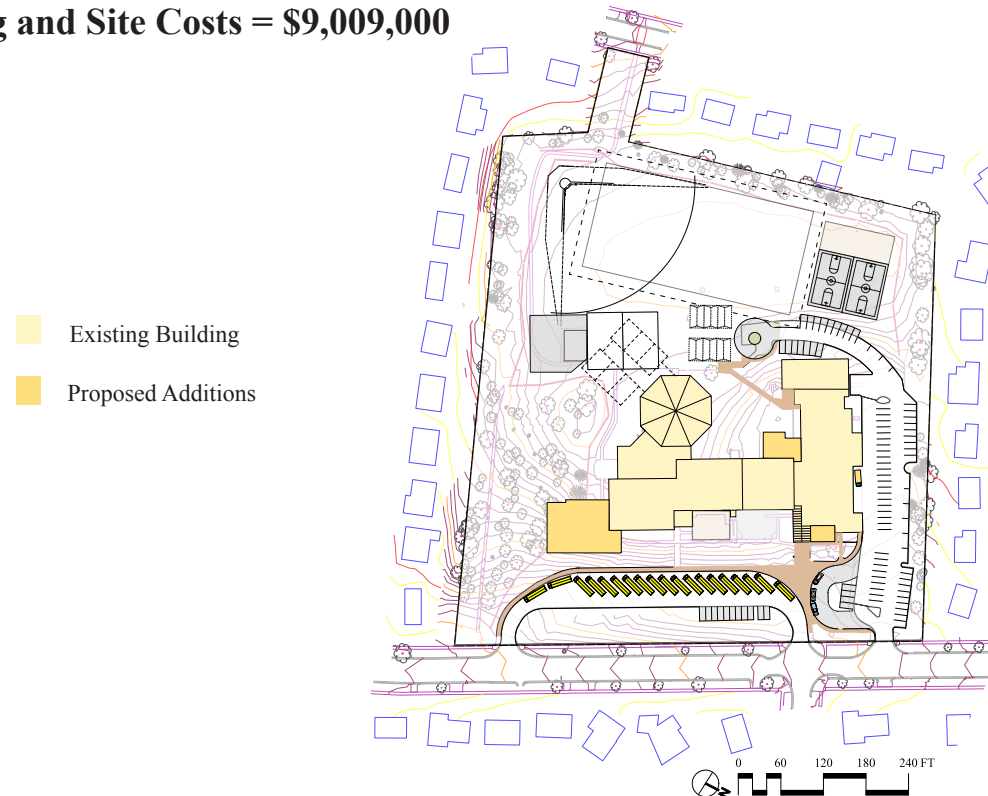 g and Site Costs = $9,009,000
Existing Building
Proposed Additions
0 60 120 180 240 FT
N